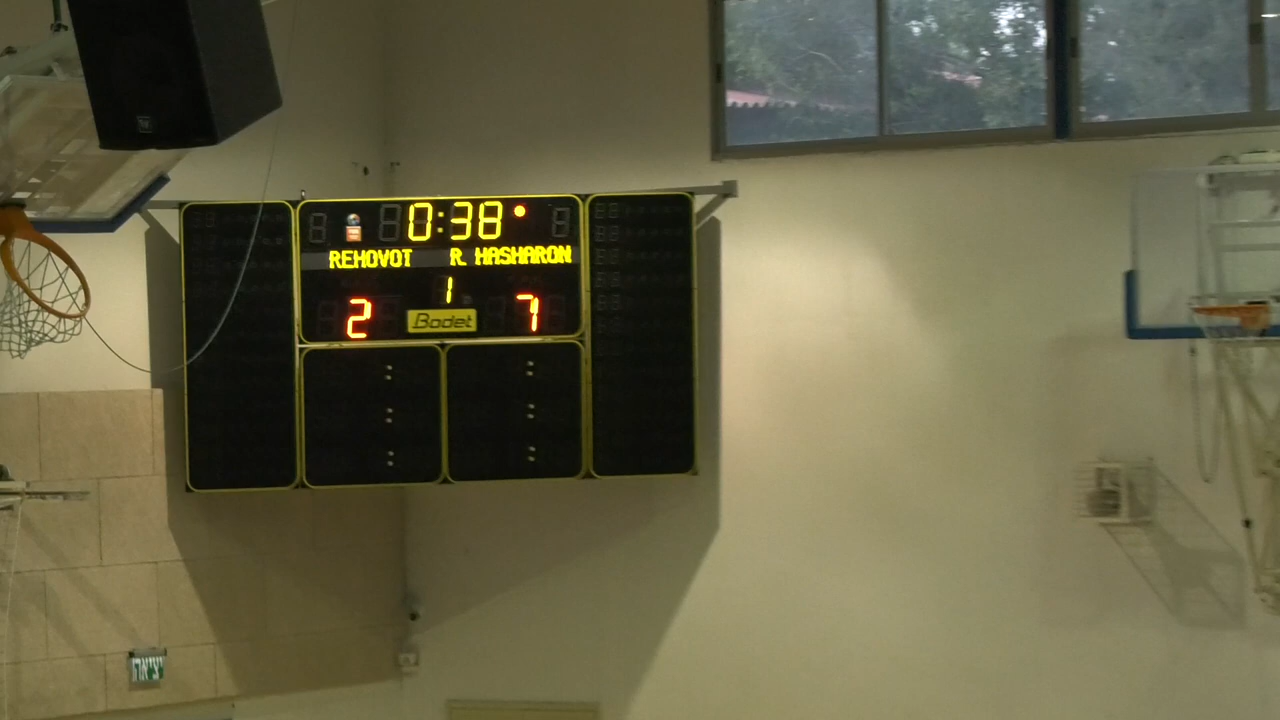 0:38
REHOVOT R. HASHARON
1
2 7
Bodet
יציאה